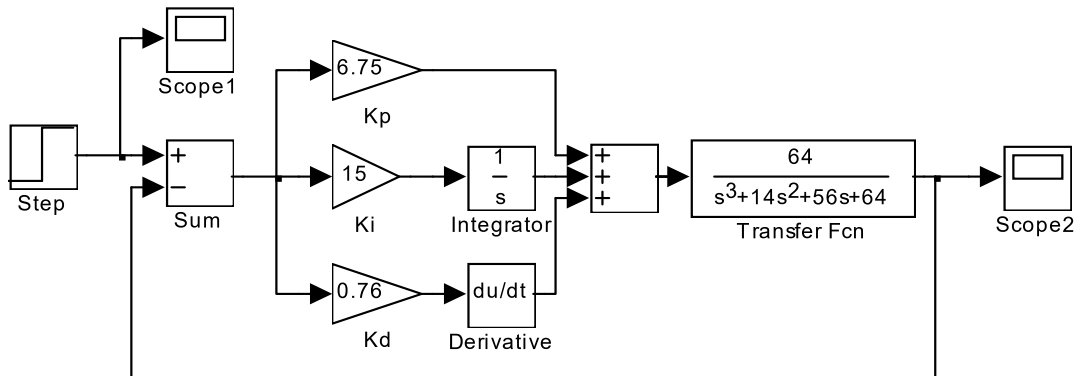 Scope1
Step
+
−
Sum
6.75
Kp
15
Ki
1
s
Integrator
0.76
Kd
du/dt
Derivative
+
+
+
64
s³+14s²+56s+64
Transfer Fcn
Scope2